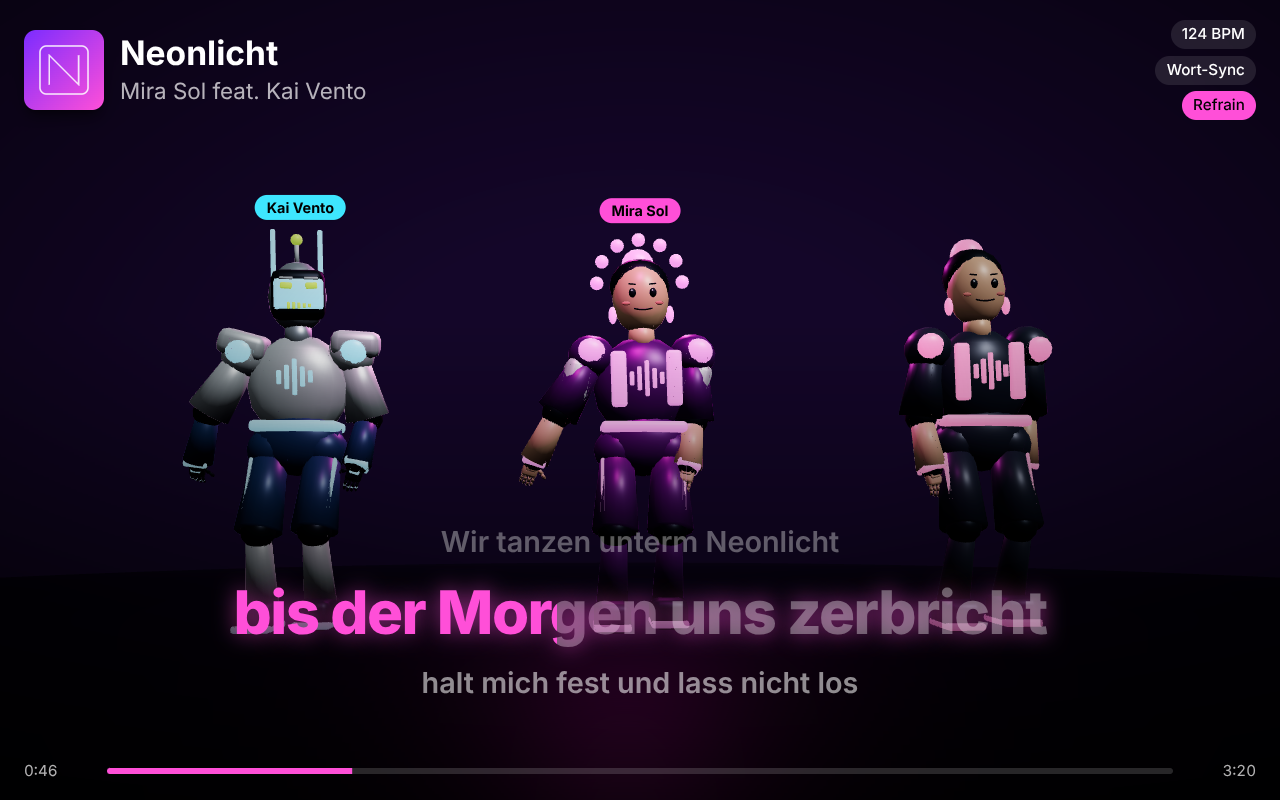 N
Neonlicht
Mira Sol feat. Kai Vento
124 BPM
Wort-Sync
Refrain
Kai Vento
Mira Sol
Wir tanzen unterm Neonlicht
bis der Morgen uns zerbricht
halt mich fest und lass nicht los
0:46
3:20